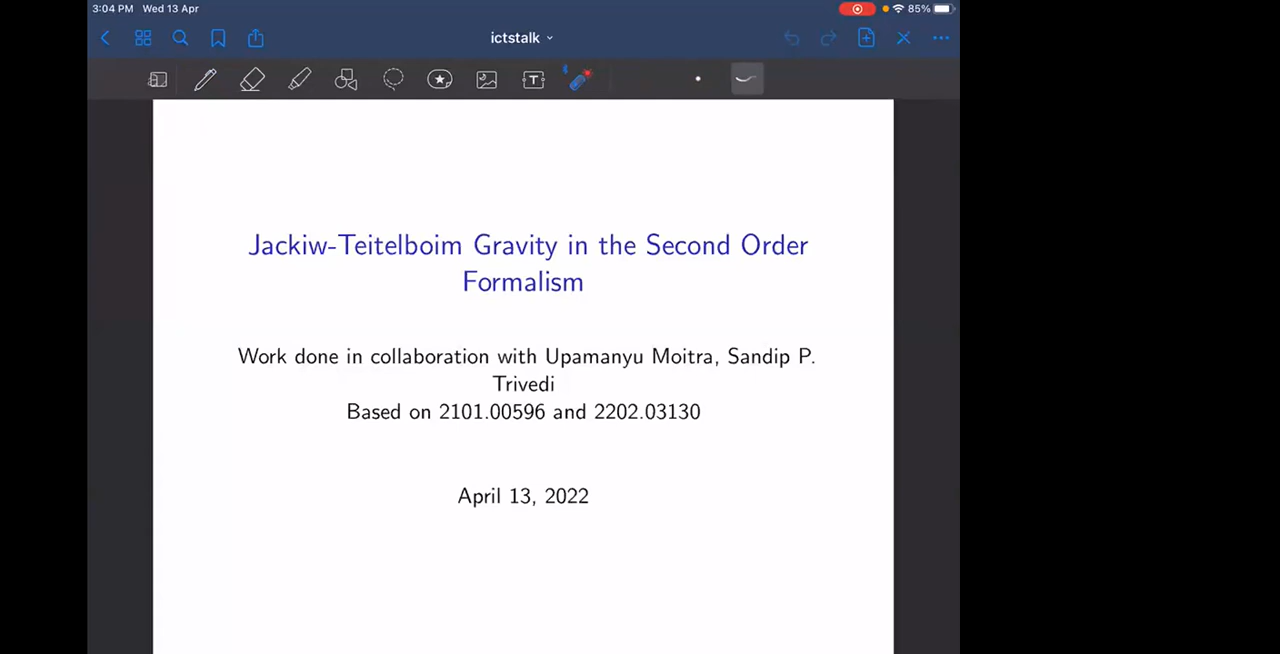 3:04 PM Wed 13 Apr 85%
ictstalk
T
Jackiw-Teitelboim Gravity in the Second Order
Formalism
Work done in collaboration with Upamanyu Moitra, Sandip P.
Trivedi
Based on 2101.00596 and 2202.03130
April 13, 2022